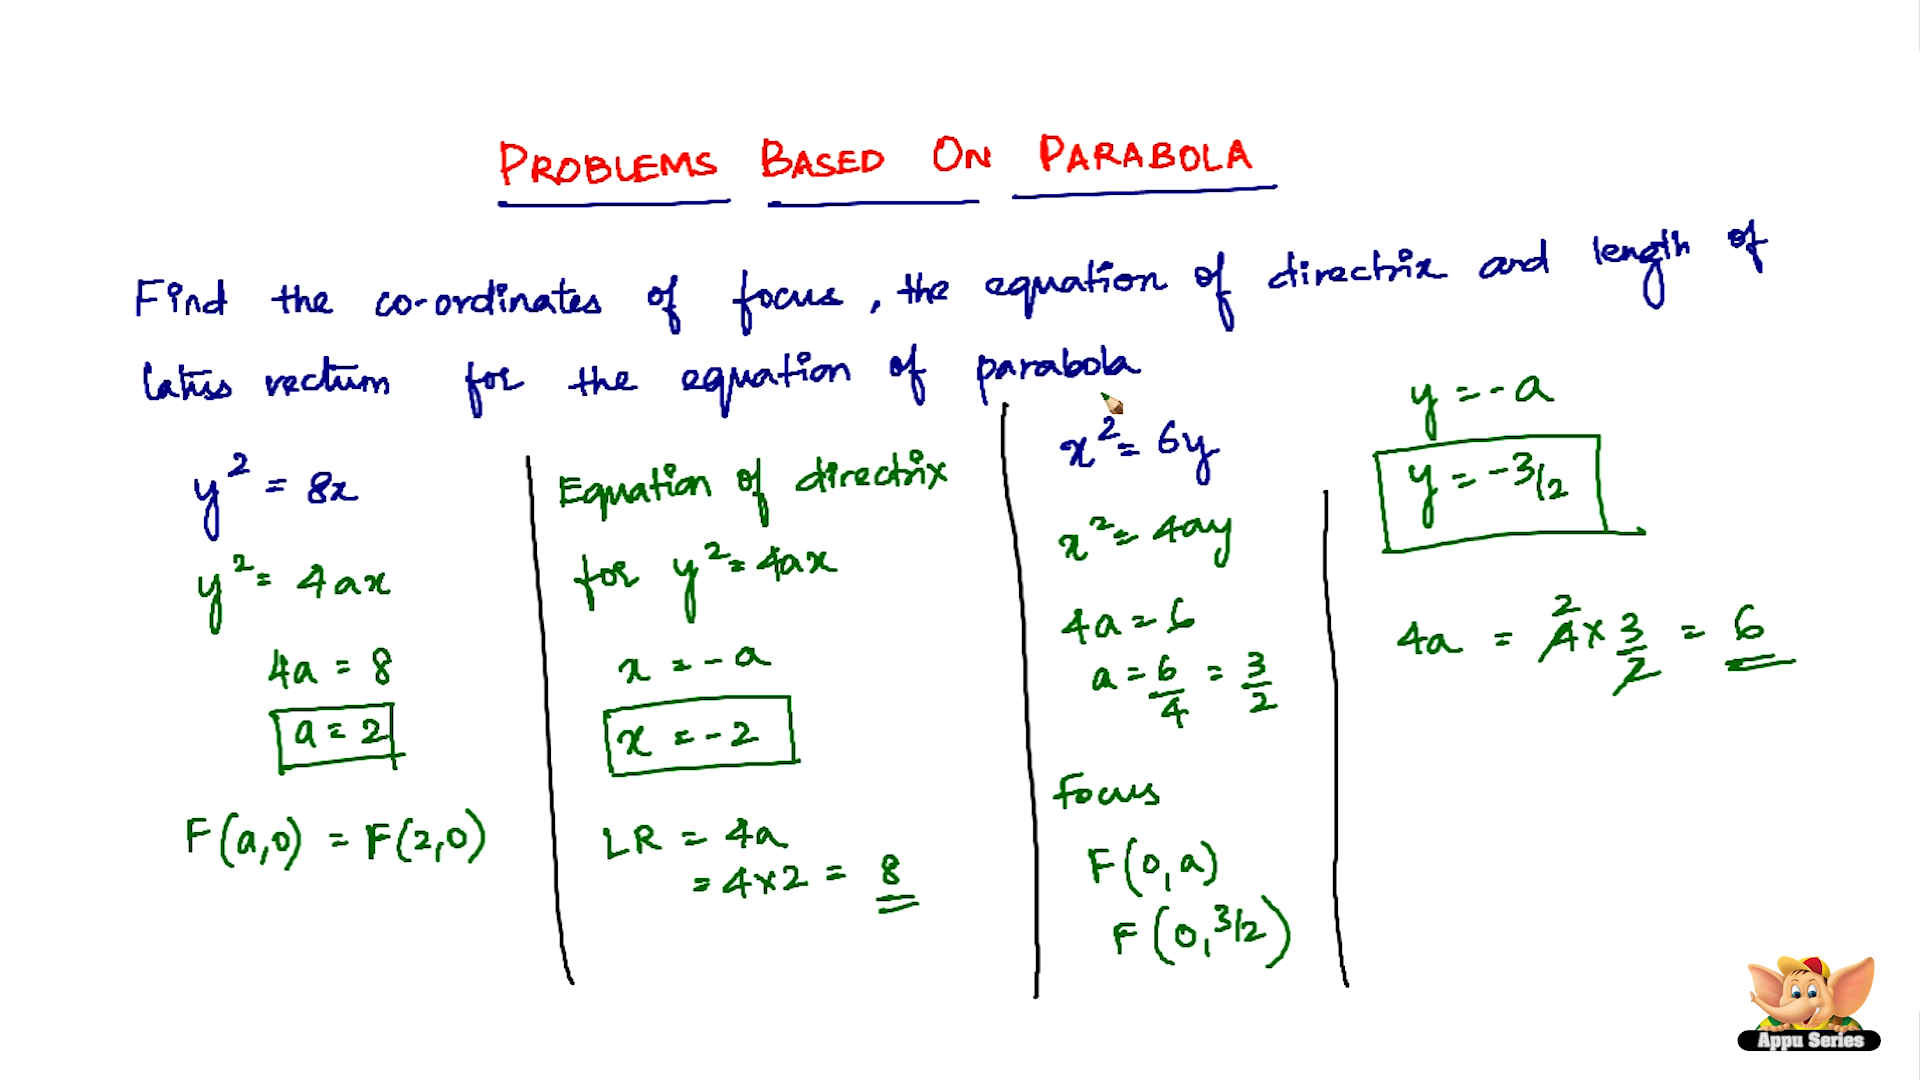 PROBLEMS BASED ON PARABOLA
Find the co-ordinates of focus, the equation of directrix and length of
latus rectum for the equation of parabola
y² = 8x
y² = 4ax
4a = 8
a = 2
F(a,0) = F(2,0)
Equation of directrix
for y² = 4ax
x = -a
x = -2
LR = 4a
= 4×2 = 8
x² = 6y
x² = 4ay
4a = 6
a = 6/4 = 3/2
Focus
F(0,a)
F(0,3/2)
y = -a
y = -3/2
4a = 4² × 3/2 = 6
Appu Series